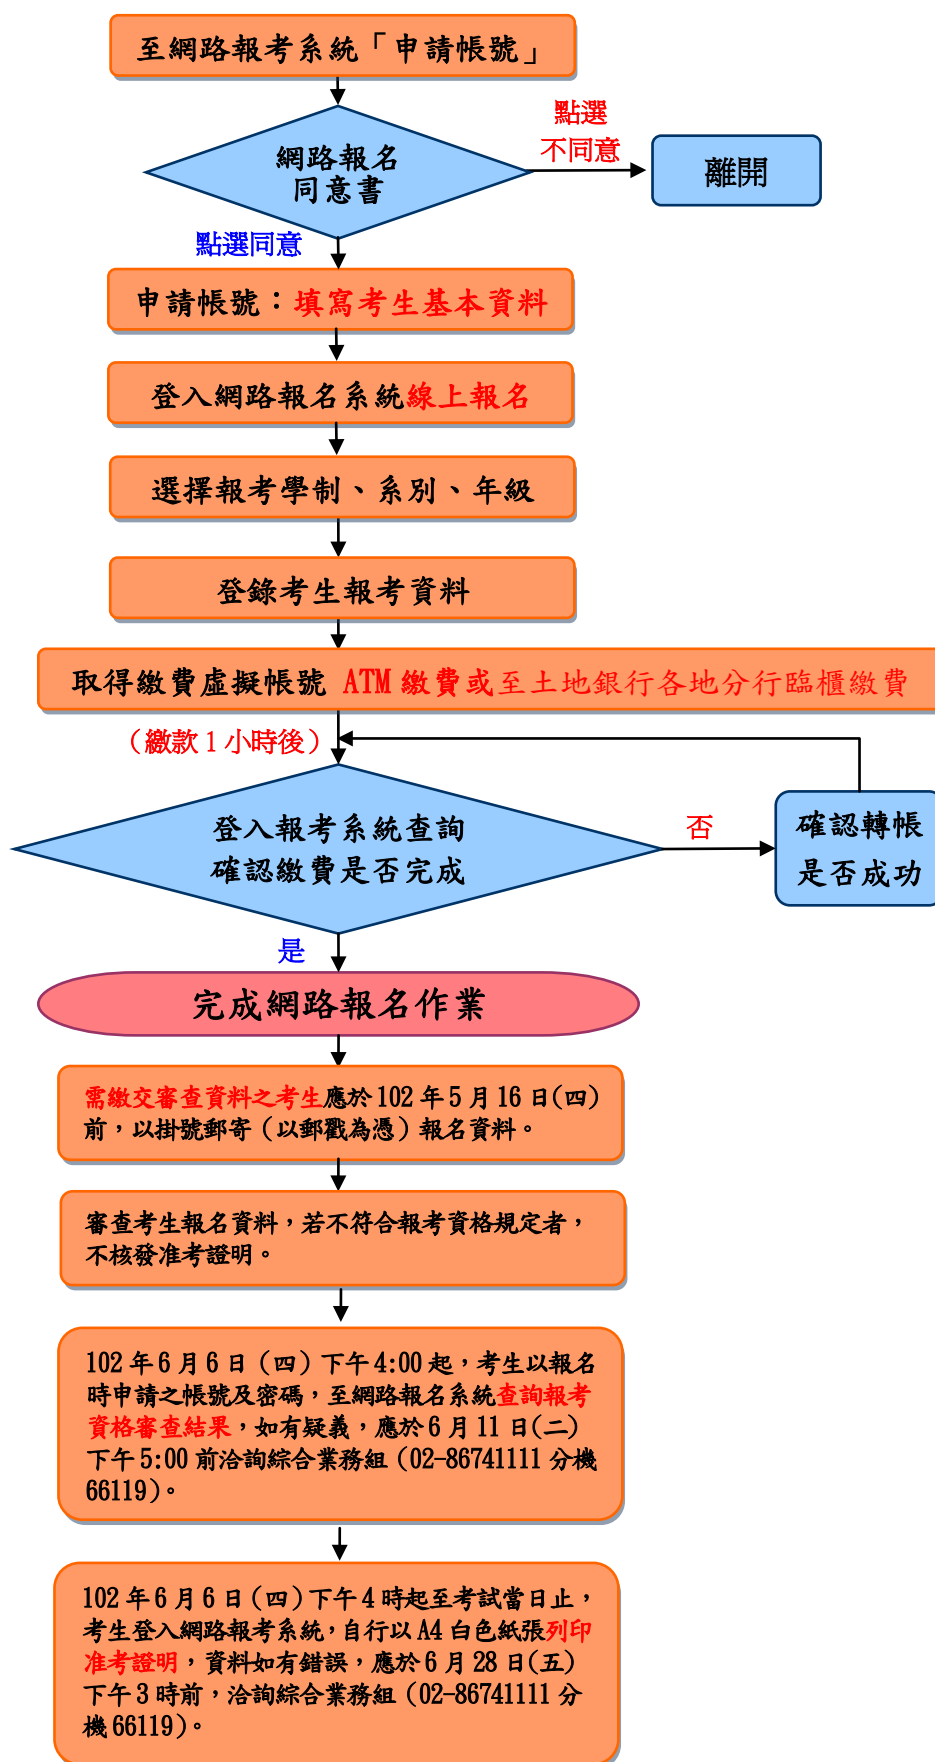 至網路報考系統「申請帳號」
點選
不同意
網路報名
同意書
離開
點選同意
申請帳號：填寫考生基本資料
登入網路報名系統線上報名
選擇報考學制、系別、年級
登錄考生報考資料
取得繳費虛擬帳號 ATM 繳費或至土地銀行各地分行臨櫃繳費
（繳款 1 小時後）
登入報考系統查詢
確認繳費是否完成
否
確認轉帳
是否成功
是
完成網路報名作業
需繳交審查資料之考生應於 102 年 5 月 16 日(四)
前，以掛號郵寄（以郵戳為憑）報名資料。
審查考生報名資料，若不符合報考資格規定者，
不核發准考證明。
102 年 6 月 6 日（四）下午 4:00 起，考生以報名
時申請之帳號及密碼，至網路報名系統查詢報考
資格審查結果，如有疑義，應於 6 月 11 日(二)
下午 5:00 前洽詢綜合業務組（02-86741111 分機
66119）。
102 年 6 月 6 日(四)下午 4 時起至考試當日止，
考生登入網路報考系統，自行以 A4 白色紙張列印
准考證明，資料如有錯誤，應於 6 月 28 日(五)
下午 3 時前，洽詢綜合業務組（02-86741111 分
機 66119）。